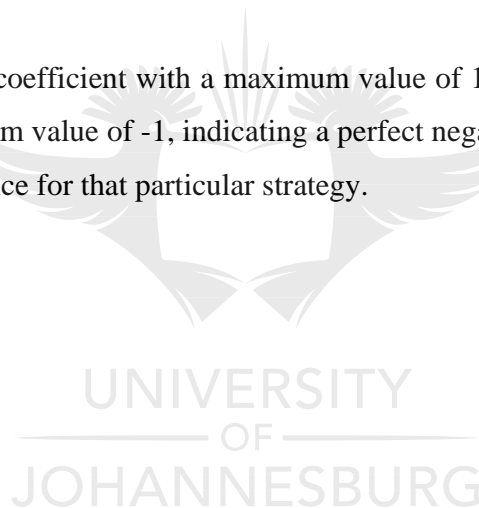 coefficient with a maximum value of 1
m value of -1, indicating a perfect nega
ce for that particular strategy.
UNIVERSITY
OF
JOHANNESBURG